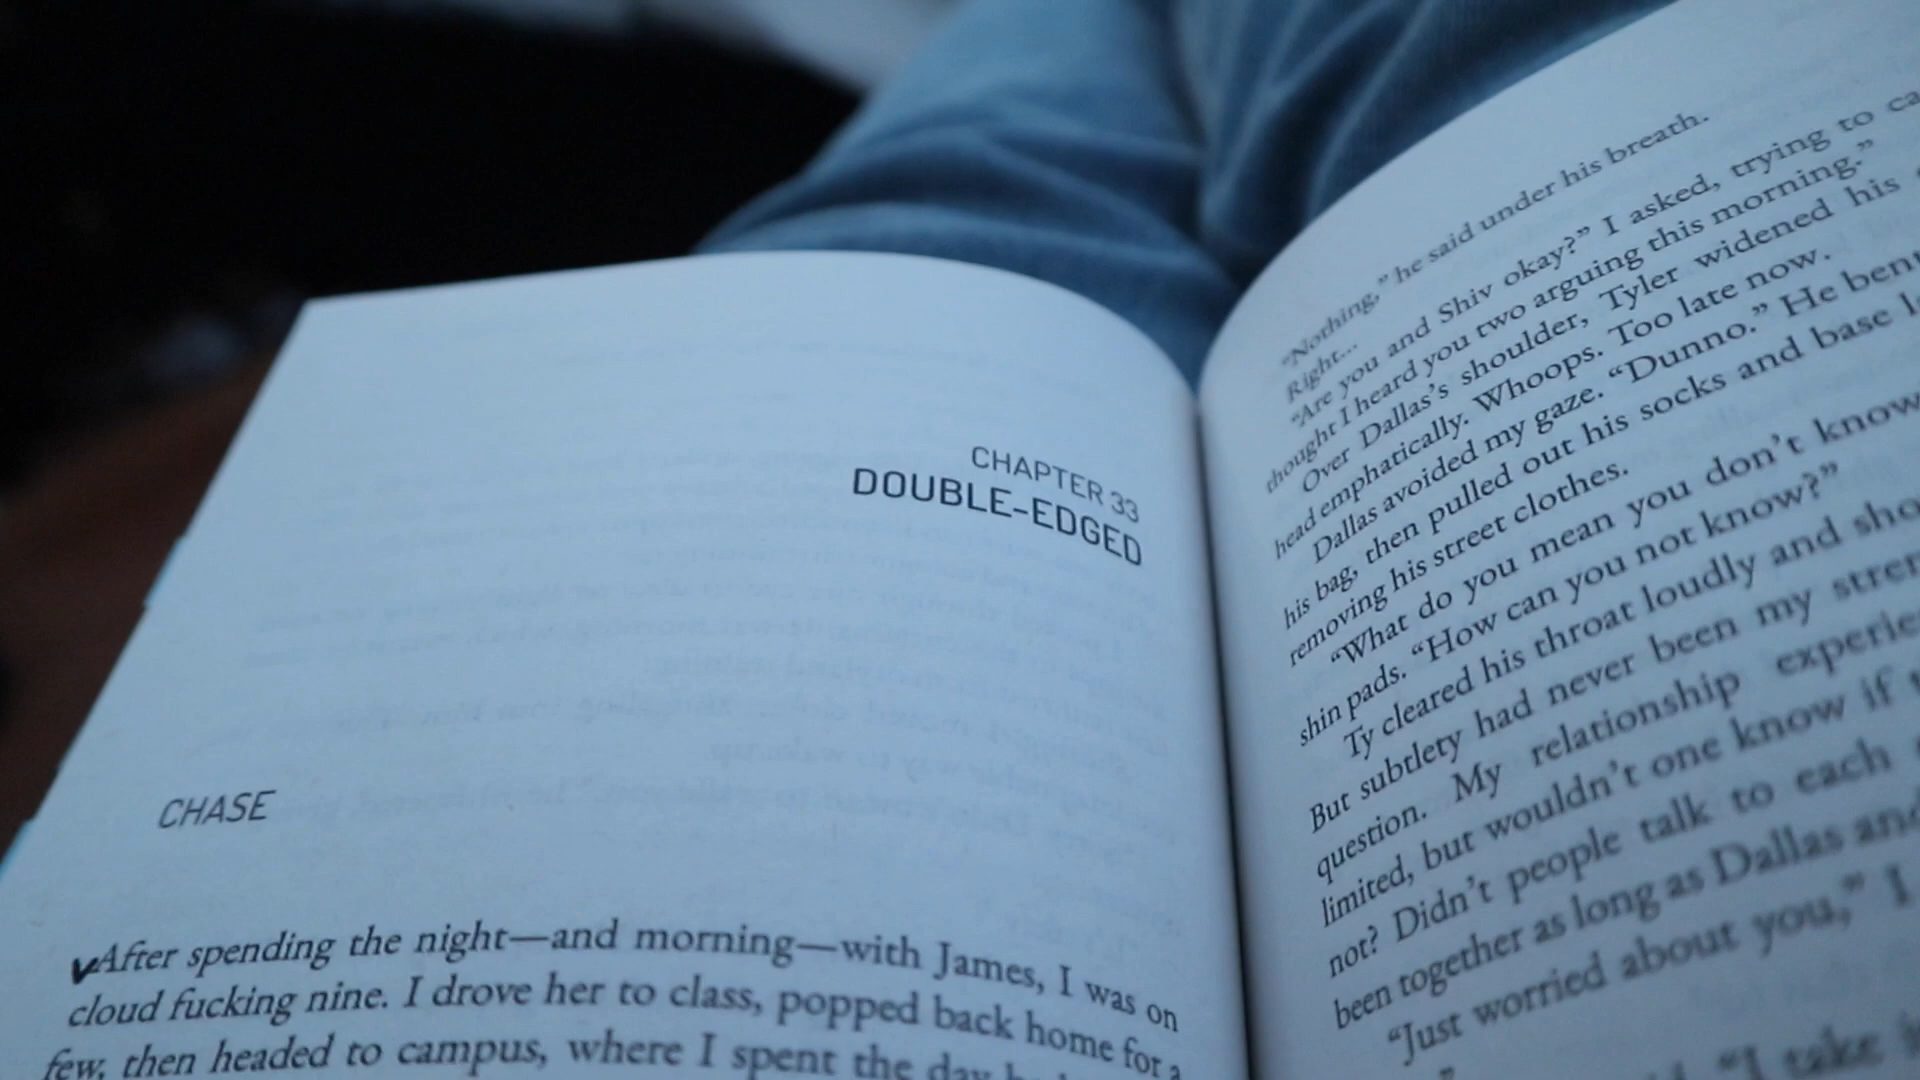 CHAPTER 33
DOUBLE-EDGED
CHASE
After spending the night—and morning—with James, I was on
cloud fucking nine. I drove her to class, popped back home for a
few, then headed to campus, where I spent the day
“Nothing,” he said under his breath.
Right...
“Are you and Shiv okay?” I asked, trying to
thought I heard you two arguing this morning.”
Over Dallas’s shoulder, Tyler widened his
head emphatically. Whoops. Too late now.
Dallas avoided my gaze. “Dunno.” He bent
his bag, then pulled out his socks and base
removing his street clothes.
“What do you mean you don’t know
shin pads. “How can you not know?”
Ty cleared his throat loudly and
But subtlety had never been my
question. My relationship
limited, but wouldn’t one know if
not? Didn’t people talk to each
been together as long as Dallas and
“Just worried about you,” I
“I take